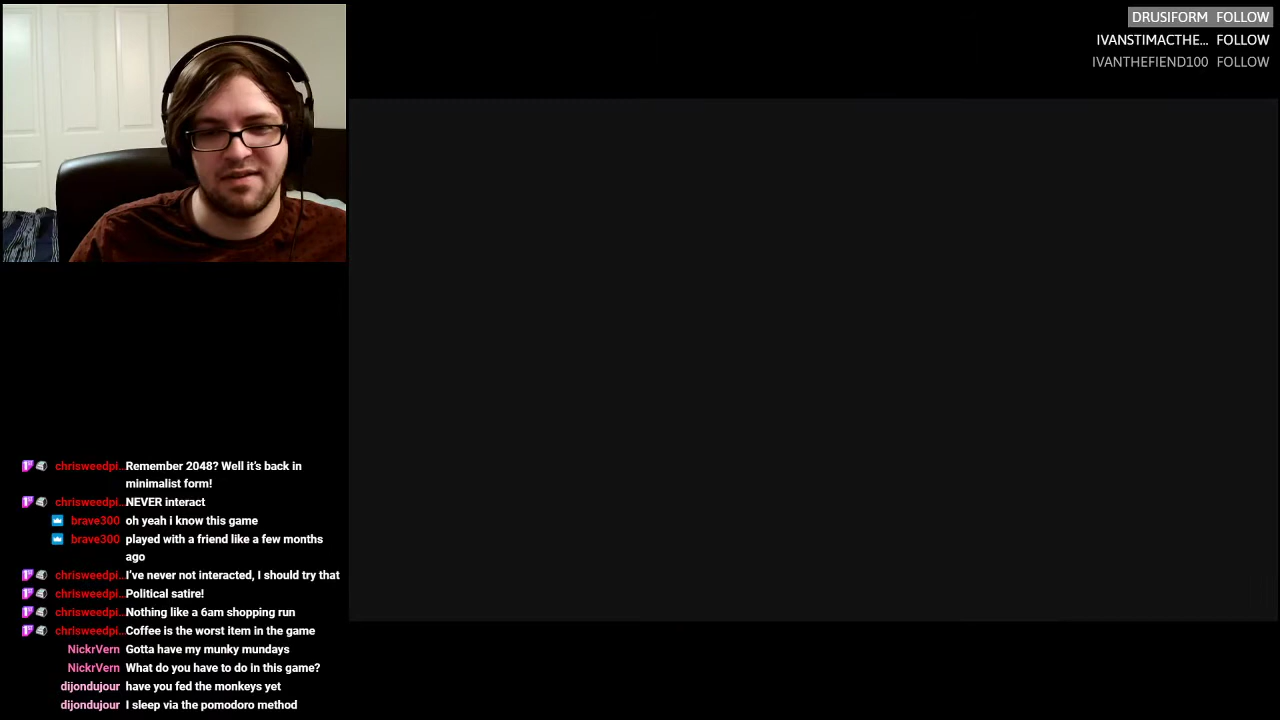 DRUSIFORM FOLLOW
IVANSTIMACTHE... FOLLOW
IVANTHEFIEND100 FOLLOW
chrisweedpi... Remember 2048? Well it's back in
minimalist form!
chrisweedpi... NEVER interact
brave300 oh yeah i know this game
brave300 played with a friend like a few months
ago
chrisweedpi... I've never not interacted, I should try that
chrisweedpi... Political satire!
chrisweedpi... Nothing like a 6am shopping run
chrisweedpi... Coffee is the worst item in the game
NickrVern Gotta have my munky mundays
NickrVern What do you have to do in this game?
dijondujour have you fed the monkeys yet
dijondujour I sleep via the pomodoro method